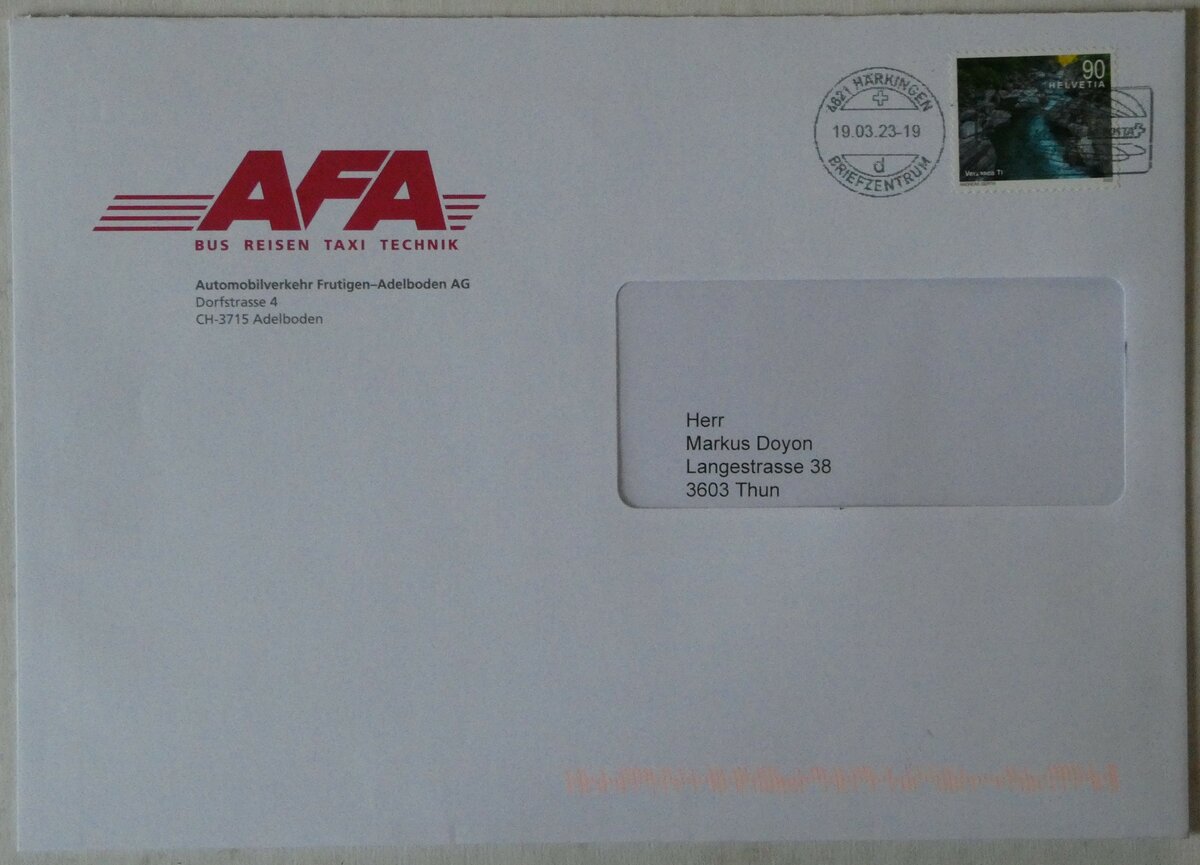 AFA
BUS REISEN TAXI TECHNIK
Automobilverkehr Frutigen–Adelboden AG
Dorfstrasse 4
CH-3715 Adelboden
HÄRKINGEN
19.03.23-19
d
BRIEFZENTRUM
90
HELVETIA
Herr
Markus Doyon
Langestrasse 38
3603 Thun